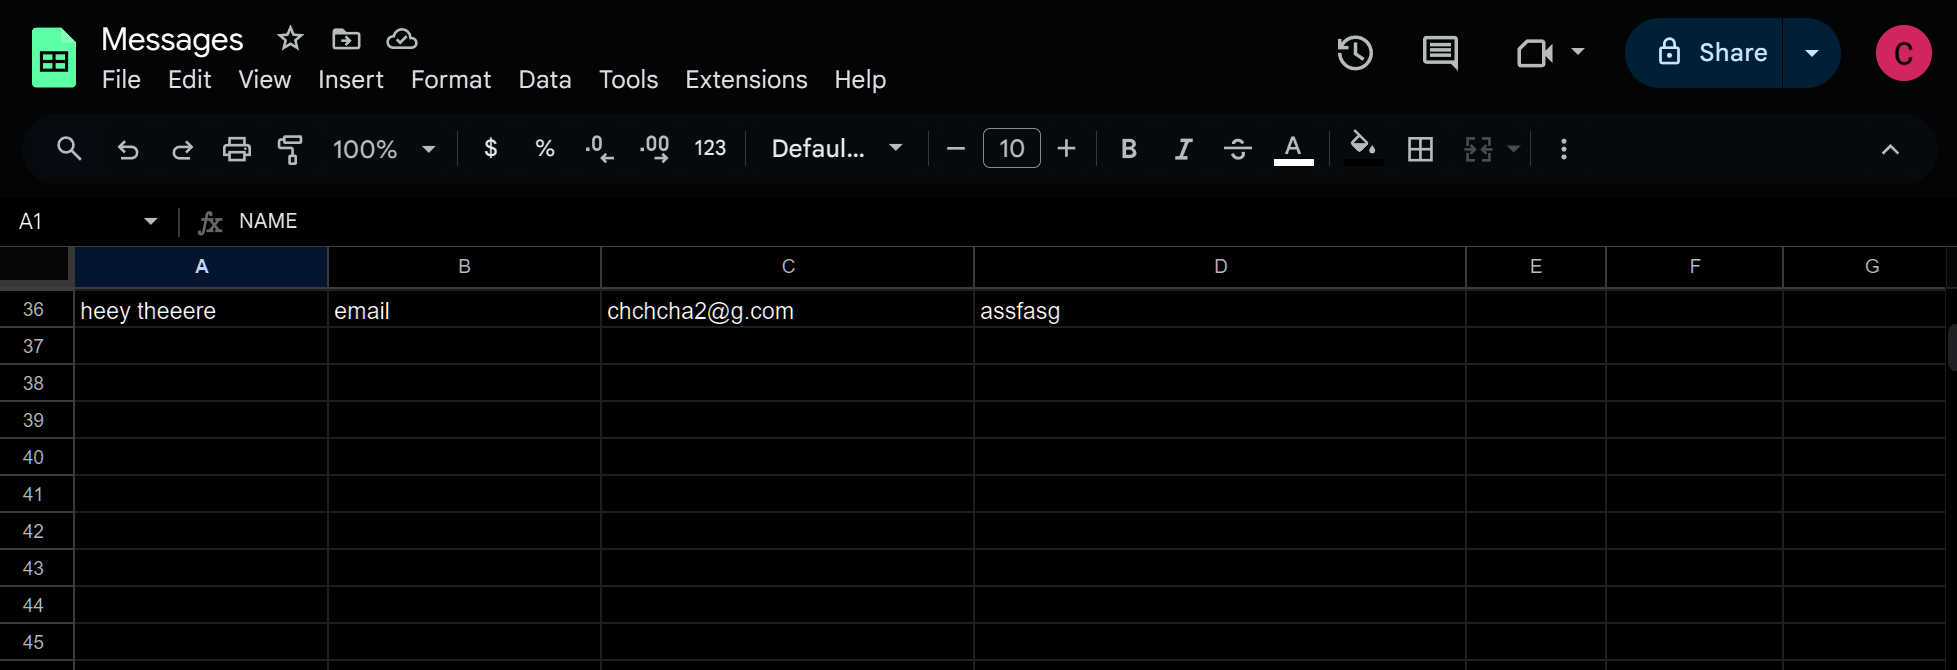 Messages
File Edit View Insert Format Data Tools Extensions Help
Share
C
100% $ % .0 .00 123 Defaul... 10 B I S A
A1 fx NAME
A B C D E F G
36 heey theeere email chchcha2@g.com assfasg
37
38
39
40
41
42
43
44
45